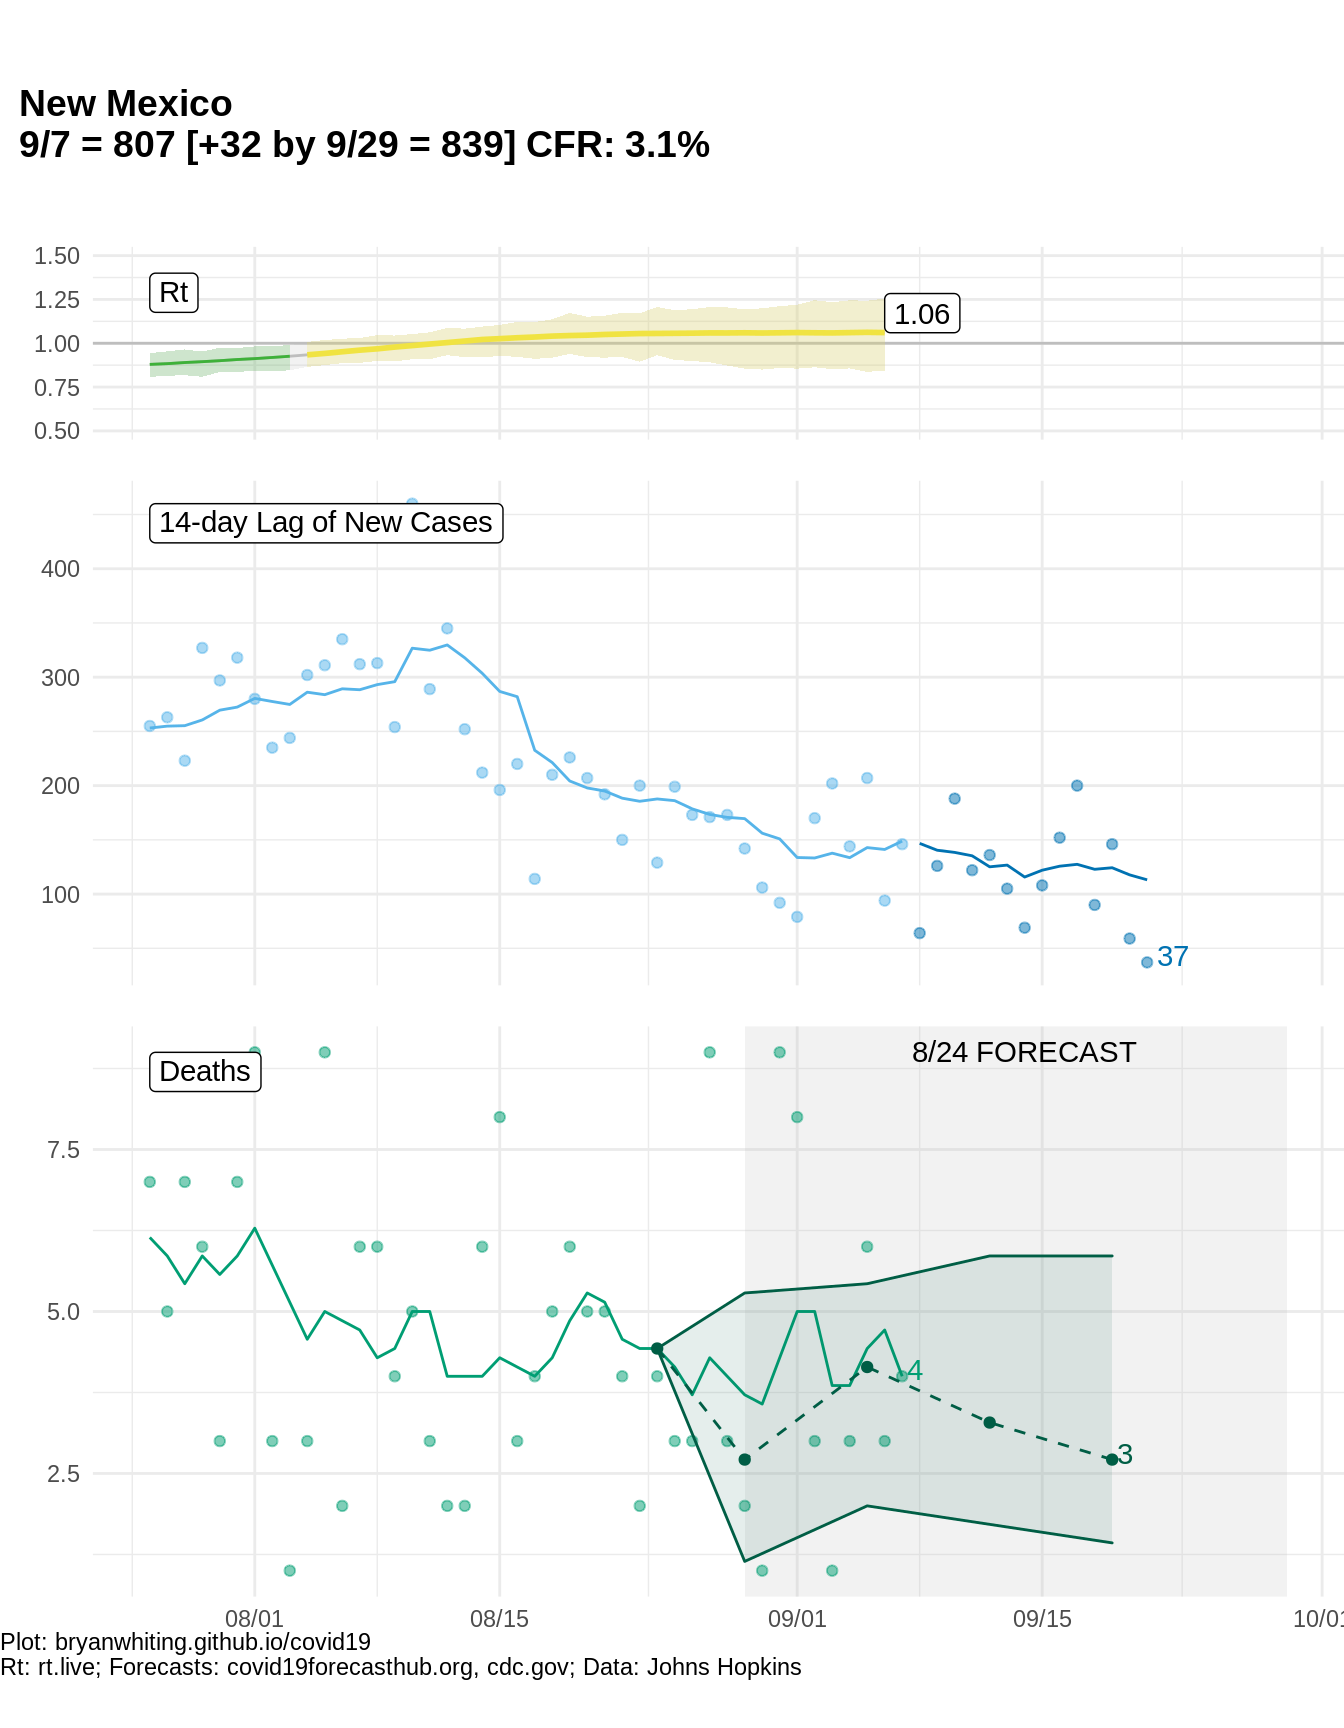 New Mexico
9/7 = 807 [+32 by 9/29 = 839] CFR: 3.1%
1.50
1.25
1.00
0.75
0.50
Rt
1.06
14-day Lag of New Cases
400
300
200
100
37
Deaths
8/24 FORECAST
7.5
5.0
2.5
4
3
08/01
08/15
09/01
09/15
10/01
Plot: bryanwhiting.github.io/covid19
Rt: rt.live; Forecasts: covid19forecasthub.org, cdc.gov; Data: Johns Hopkins